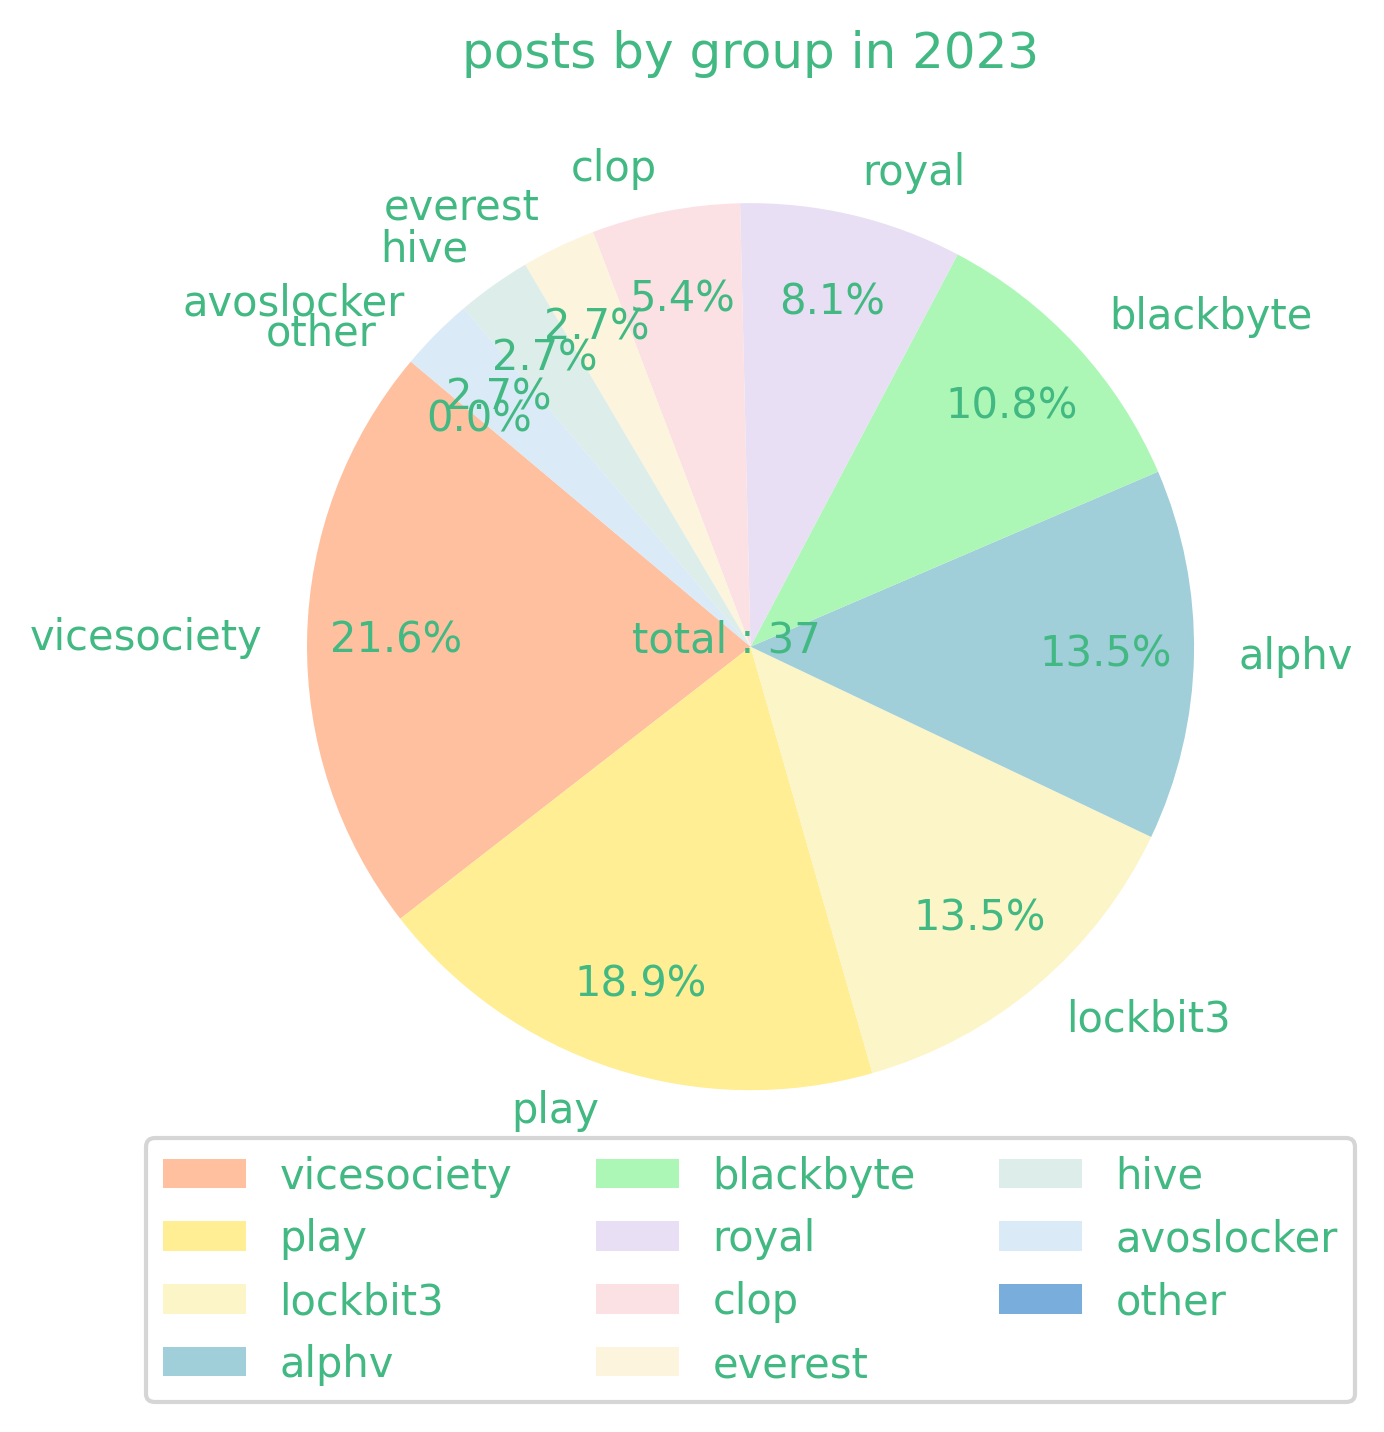 posts by group in 2023
clop
royal
everest
hive
avoslocker
other
blackbyte
5.4%
8.1%
2.7%
2.7%
2.7%
0.0%
10.8%
vicesociety
21.6%
total : 37
13.5%
alphv
13.5%
18.9%
lockbit3
play
vicesociety
play
lockbit3
alphv
blackbyte
royal
clop
everest
hive
avoslocker
other